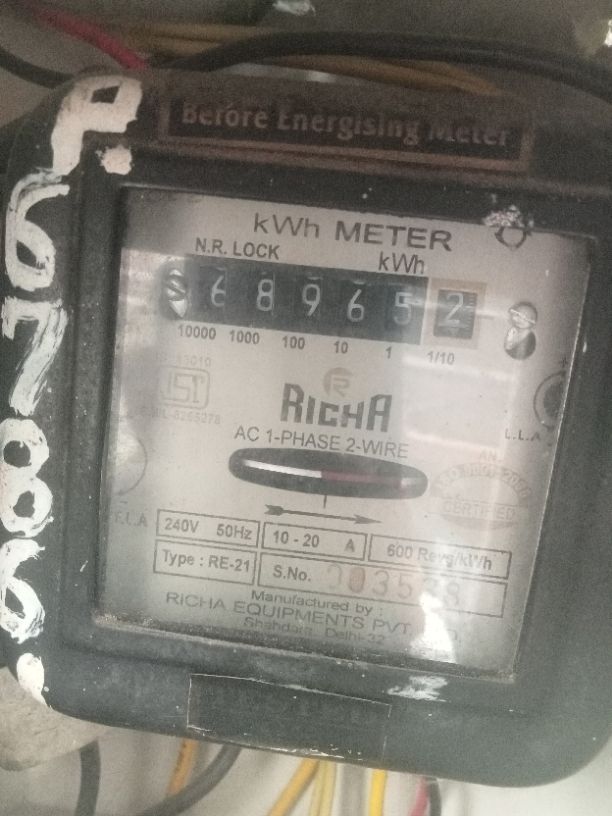 Before Energising Meter
P.
6786
kWh METER
N.R. LOCK kWh
6 8 9 6 5 2
10000 1000 100 10 1 1/10
RICHA
AC 1-PHASE 2-WIRE
L.L.A
F.L.A
CERTIFIED
240V 50Hz 10 - 20 A 600 Revs/kWh
Type : RE-21 S.No.
Manufactured by :
RICHA EQUIPMENTS PVT.
Shahdara, Delhi-32